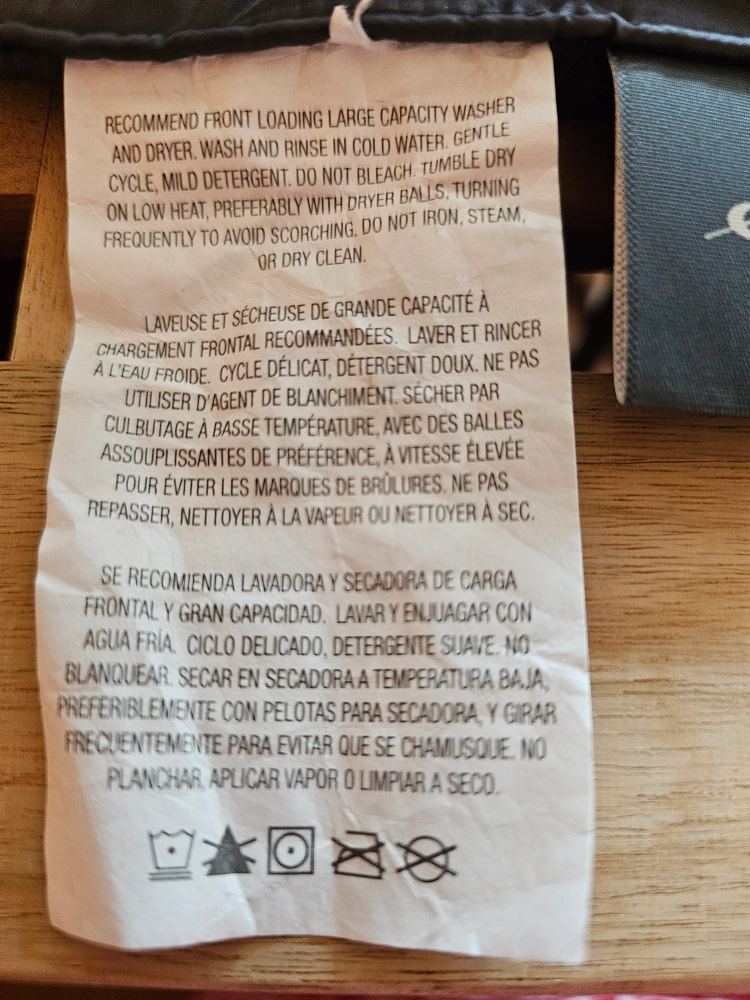 RECOMMEND FRONT LOADING LARGE CAPACITY WASHER
AND DRYER. WASH AND RINSE IN COLD WATER. GENTLE
CYCLE, MILD DETERGENT. DO NOT BLEACH. TUMBLE DRY
ON LOW HEAT, PREFERABLY WITH DRYER BALLS, TURNING
FREQUENTLY TO AVOID SCORCHING. DO NOT IRON, STEAM,
OR DRY CLEAN.
LAVEUSE ET SÉCHEUSE DE GRANDE CAPACITÉ À
CHARGEMENT FRONTAL RECOMMANDÉES. LAVER ET RINCER
À L'EAU FROIDE. CYCLE DÉLICAT, DÉTERGENT DOUX. NE PAS
UTILISER D'AGENT DE BLANCHIMENT. SÉCHER PAR
CULBUTAGE À BASSE TEMPÉRATURE, AVEC DES BALLES
ASSOUPLISSANTES DE PRÉFÉRENCE, À VITESSE ÉLEVÉE
POUR ÉVITER LES MARQUES DE BRÛLURES. NE PAS
REPASSER, NETTOYER À LA VAPEUR OU NETTOYER À SEC.
SE RECOMIENDA LAVADORA Y SECADORA DE CARGA
FRONTAL Y GRAN CAPACIDAD. LAVAR Y ENJUAGAR CON
AGUA FRÍA. CICLO DELICADO, DETERGENTE SUAVE. NO
BLANQUEAR. SECAR EN SECADORA A TEMPERATURA BAJA,
PREFERIBLEMENTE CON PELOTAS PARA SECADORA, Y GIRAR
FRECUENTEMENTE PARA EVITAR QUE SE CHAMUSQUE. NO
PLANCHAR, APLICAR VAPOR O LIMPIAR A SECO.